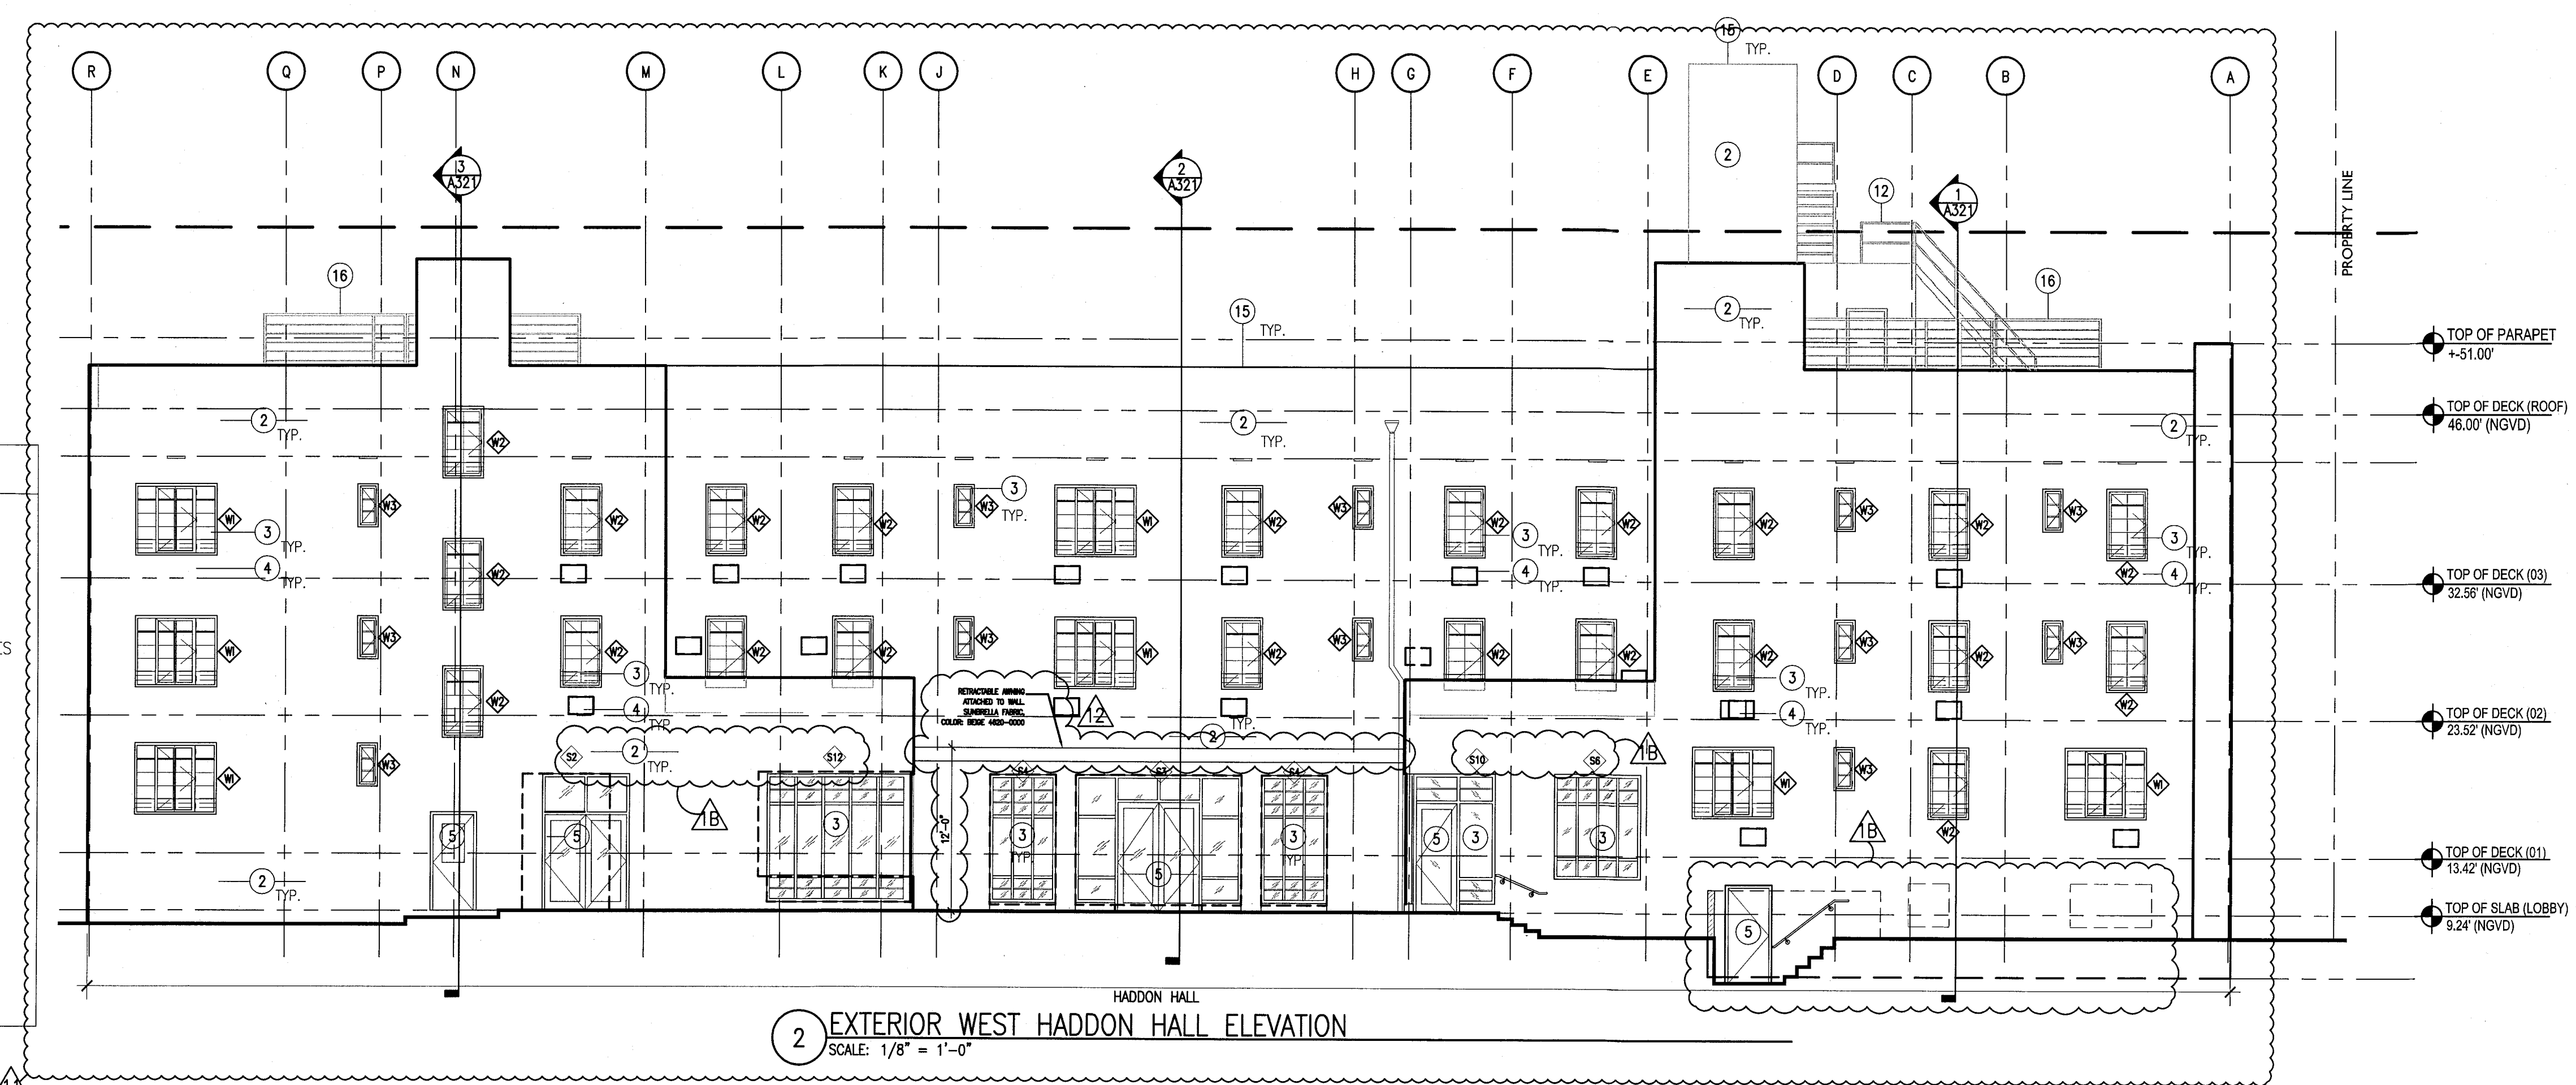 15
TYP.
R
Q
P
N
M
L
K
J
H
G
F
E
D
C
B
A
2
3
A321
2
A321
12
1
A321
PROPERTY LINE
16
16
15
TYP.
2
TYP.
TOP OF PARAPET
+-51.00'
2
TYP.
2
TYP.
2
TYP.
TOP OF DECK (ROOF)
46.00' (NGVD)
W2
W1
W3
W2
W2
W2
3
TYP.
W3
W1
W2
W3
W2
W2
W2
W3
W2
W3
3
TYP.
3
TYP.
3
TYP.
4
TYP.
W2
4
TYP.
W2
4
TYP.
TOP OF DECK (03)
32.56' (NGVD)
W1
W3
W2
W2
W2
W3
W1
W2
W3
W2
W2
W2
W3
W2
W3
ES
3
TYP.
3
TYP.
W2
4
TYP.
RETRACTABLE AWNING
ATTACHED TO WALL.
SUNBRELLA FABRIC,
COLOR: BEIGE 4620-0000
12
4
TYP.
W2
TOP OF DECK (02)
23.52' (NGVD)
TYP.
2
2
TYP.
S2
S12
S4
S3
S4
S10
S6
1B
W1
W3
W1
W3
W1
1B
5
5
3
12'-0"
3
TYP.
3
TYP.
5
3
3
W2
1B
TOP OF DECK (01)
13.42' (NGVD)
5
2
TYP.
TOP OF SLAB (LOBBY)
9.24' (NGVD)
5
HADDON HALL
2
EXTERIOR WEST HADDON HALL ELEVATION
SCALE: 1/8" = 1'-0"